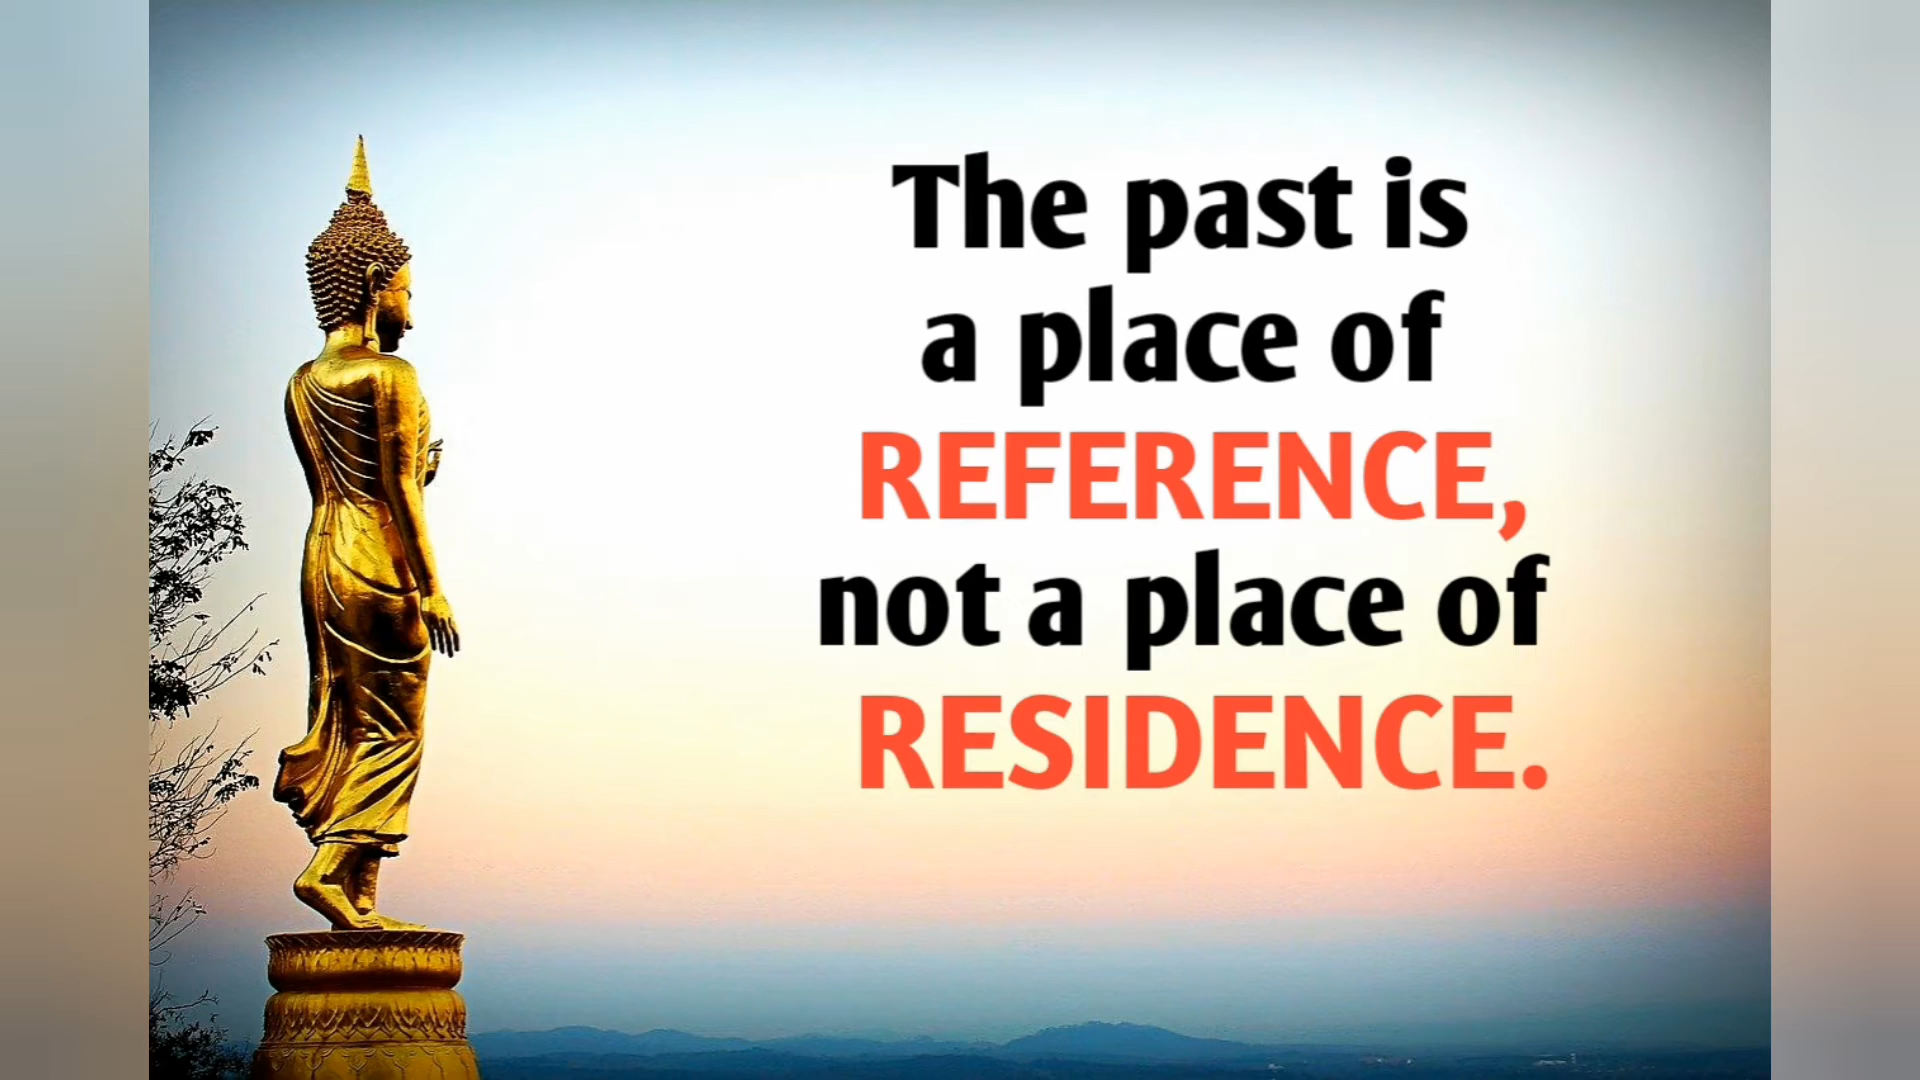 The past is
a place of
REFERENCE,
not a place of
RESIDENCE.